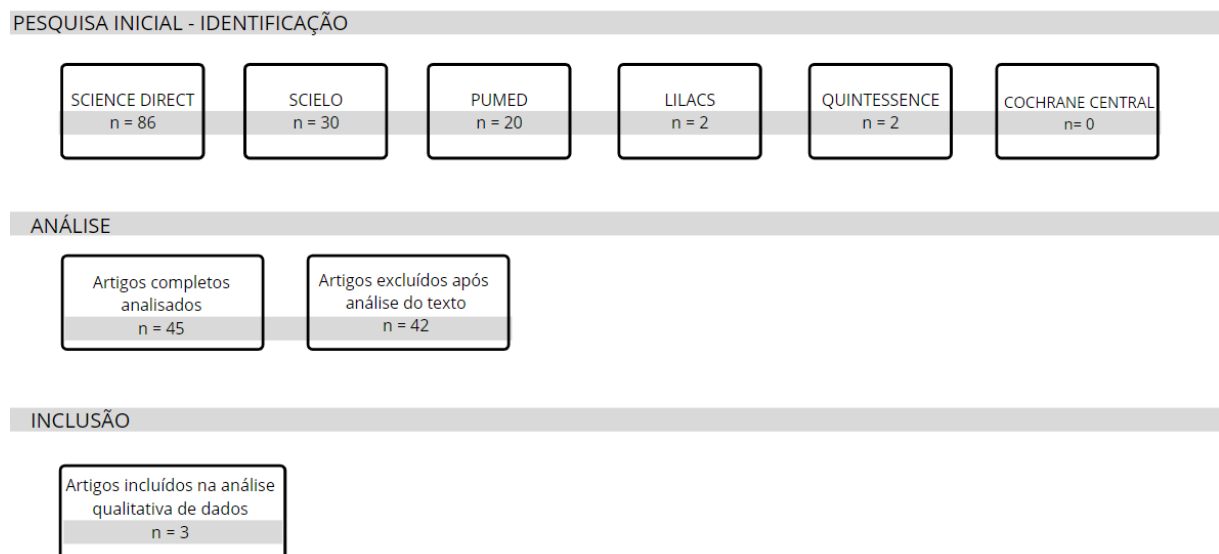 PESQUISA INICIAL - IDENTIFICAÇÃO
SCIENCE DIRECT
n = 86
SCIELO
n = 30
PUMED
n = 20
LILACS
n = 2
QUINTESSENCE
n = 2
COCHRANE CENTRAL
n= 0
ANÁLISE
Artigos completos
analisados
n = 45
Artigos excluídos após
análise do texto
n = 42
INCLUSÃO
Artigos incluídos na análise
qualitativa de dados
n = 3